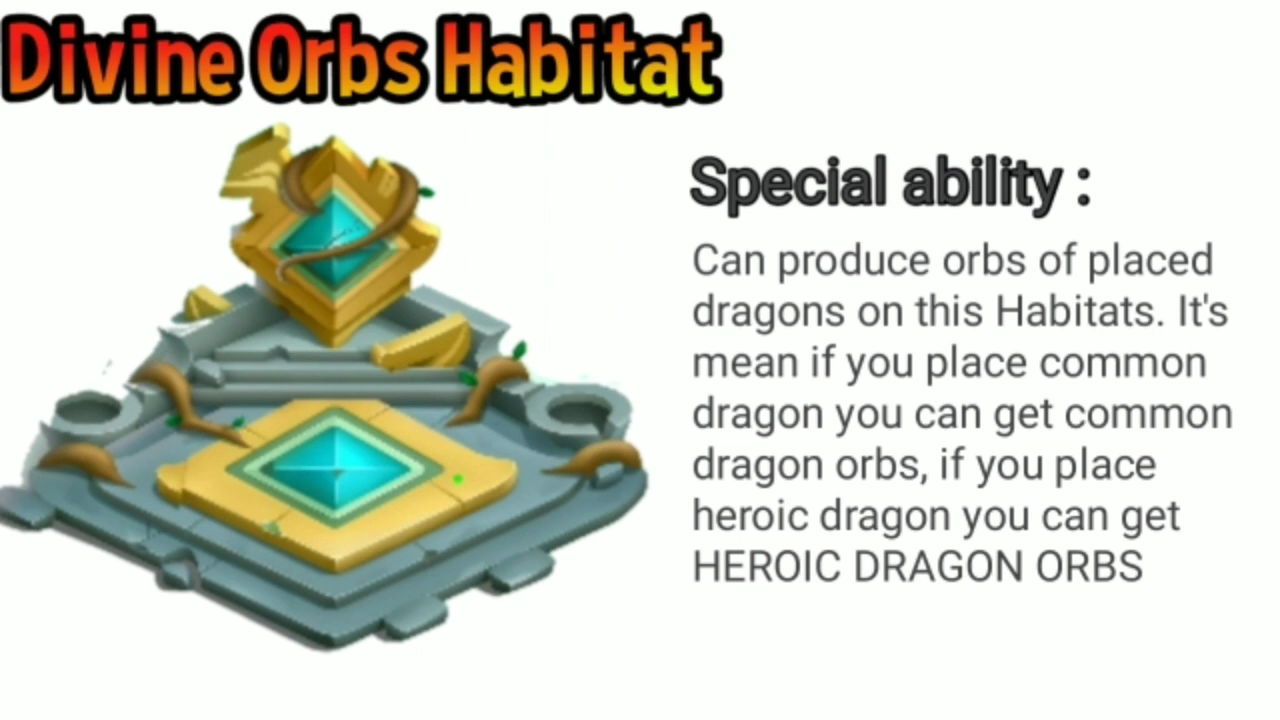 Divine Orbs Habitat
Special ability :
Can produce orbs of placed
dragons on this Habitats. It's
mean if you place common
dragon you can get common
dragon orbs, if you place
heroic dragon you can get
HEROIC DRAGON ORBS